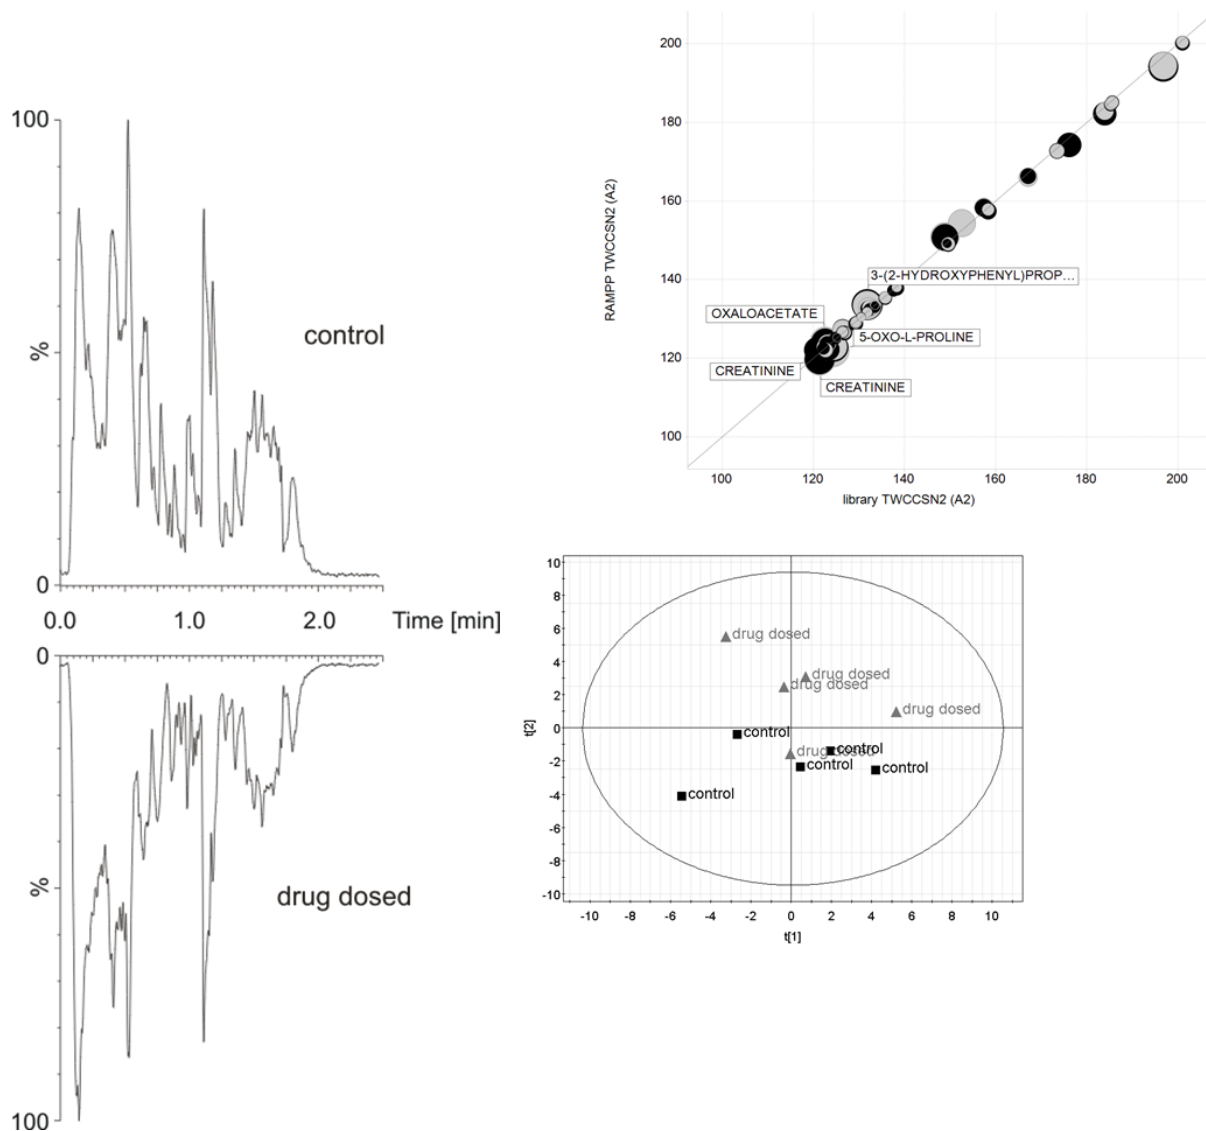 100
%
0
control
0.0 1.0 2.0 Time [min]
0
%
100
drug dosed
200
180
160
140
120
100
RAMPP TWCCSN2 (A2)
3-(2-HYDROXYPHENYL)PROP...
OXALOACETATE
5-OXO-L-PROLINE
CREATININE
CREATININE
100 120 140 160 180 200
library TWCCSN2 (A2)
10
8
6
4
2
0
-2
-4
-6
-8
-10
t[2]
drug dosed
drug dosed
drug dosed
drug dosed
control
drug dosed
control
control
control
control
-10 -8 -6 -4 -2 0 2 4 6 8 10
t[1]